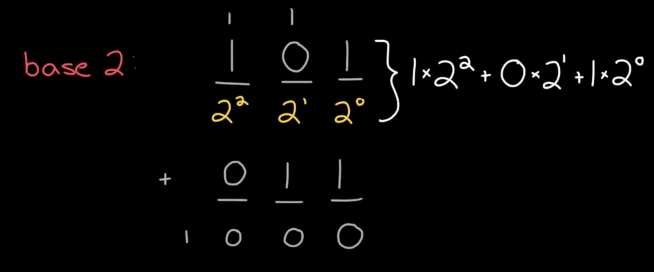 1 1
base 2: 1 0 1 } 1×2² + 0×2¹ + 1×2⁰
2² 2¹ 2⁰
+ 0 1 1
1 0 0 0